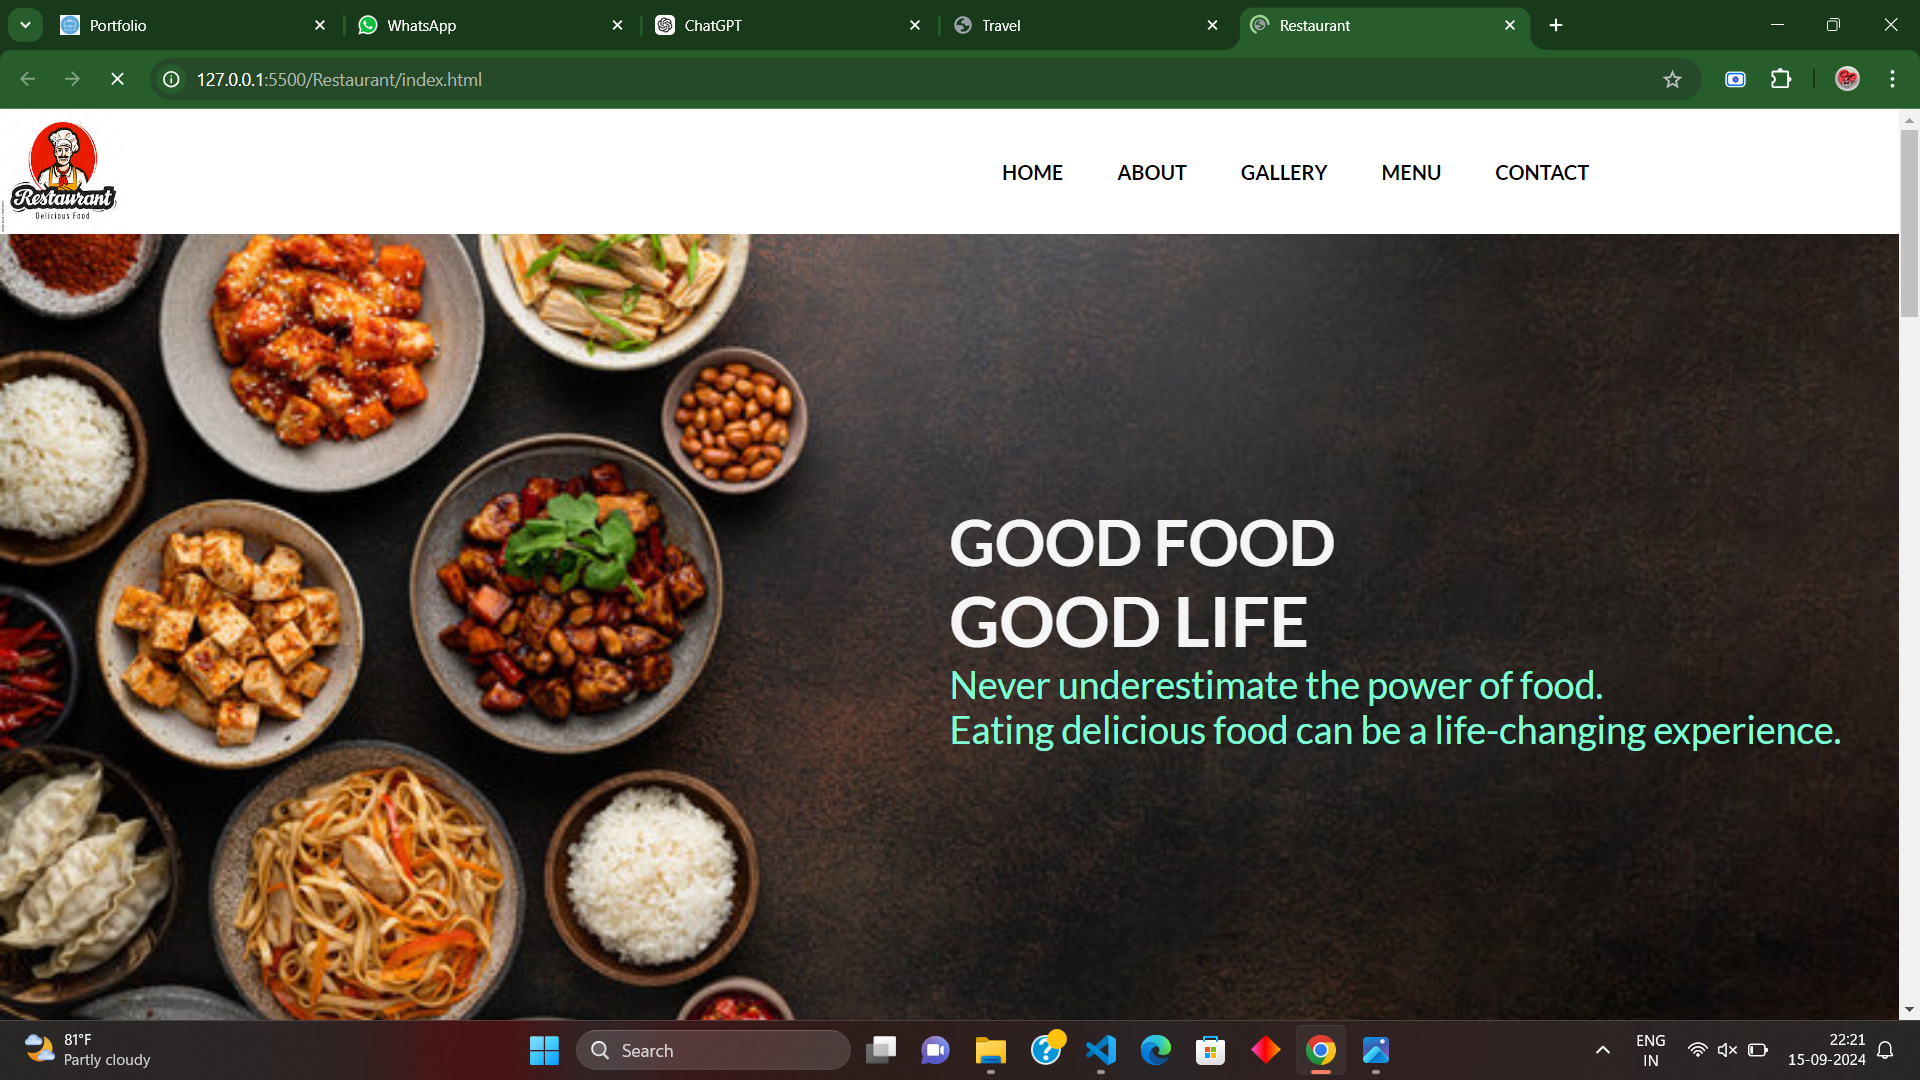 Portfolio
WhatsApp
ChatGPT
Travel
Restaurant
127.0.0.1:5500/Restaurant/index.html
Restaurant
Delicious Food
HOME
ABOUT
GALLERY
MENU
CONTACT
GOOD FOOD
GOOD LIFE
Never underestimate the power of food.
Eating delicious food can be a life-changing experience.
81°F
Partly cloudy
Search
ENG
IN
22:21
15-09-2024